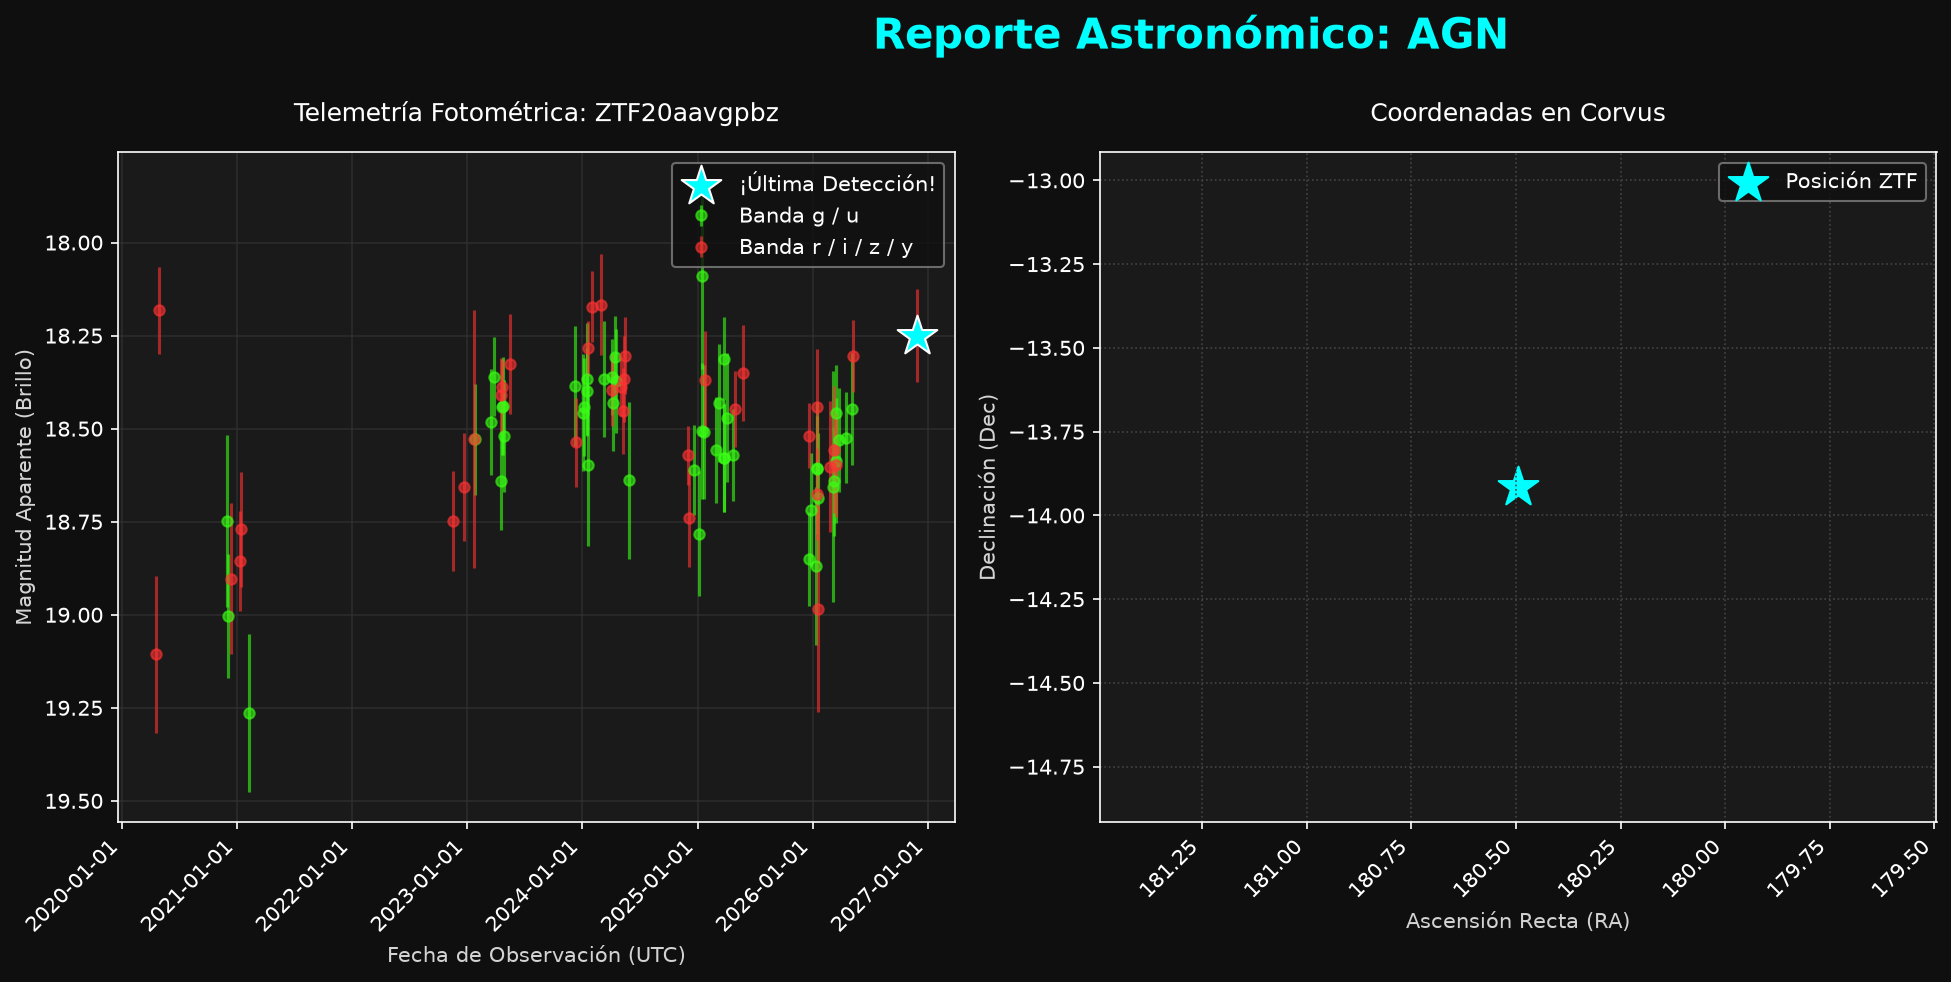 Reporte Astronómico: AGN
Telemetría Fotométrica: ZTF20aavgpbz
¡Última Detección!
Banda g / u
Banda r / i / z / y
Magnitud Aparente (Brillo)
18.00
18.25
18.50
18.75
19.00
19.25
19.50
2020-01-01
2021-01-01
2022-01-01
2023-01-01
2024-01-01
2025-01-01
2026-01-01
2027-01-01
Fecha de Observación (UTC)
Coordenadas en Corvus
Posición ZTF
Declinación (Dec)
−13.00
−13.25
−13.50
−13.75
−14.00
−14.25
−14.50
−14.75
181.25
181.00
180.75
180.50
180.25
180.00
179.75
179.50
Ascensión Recta (RA)